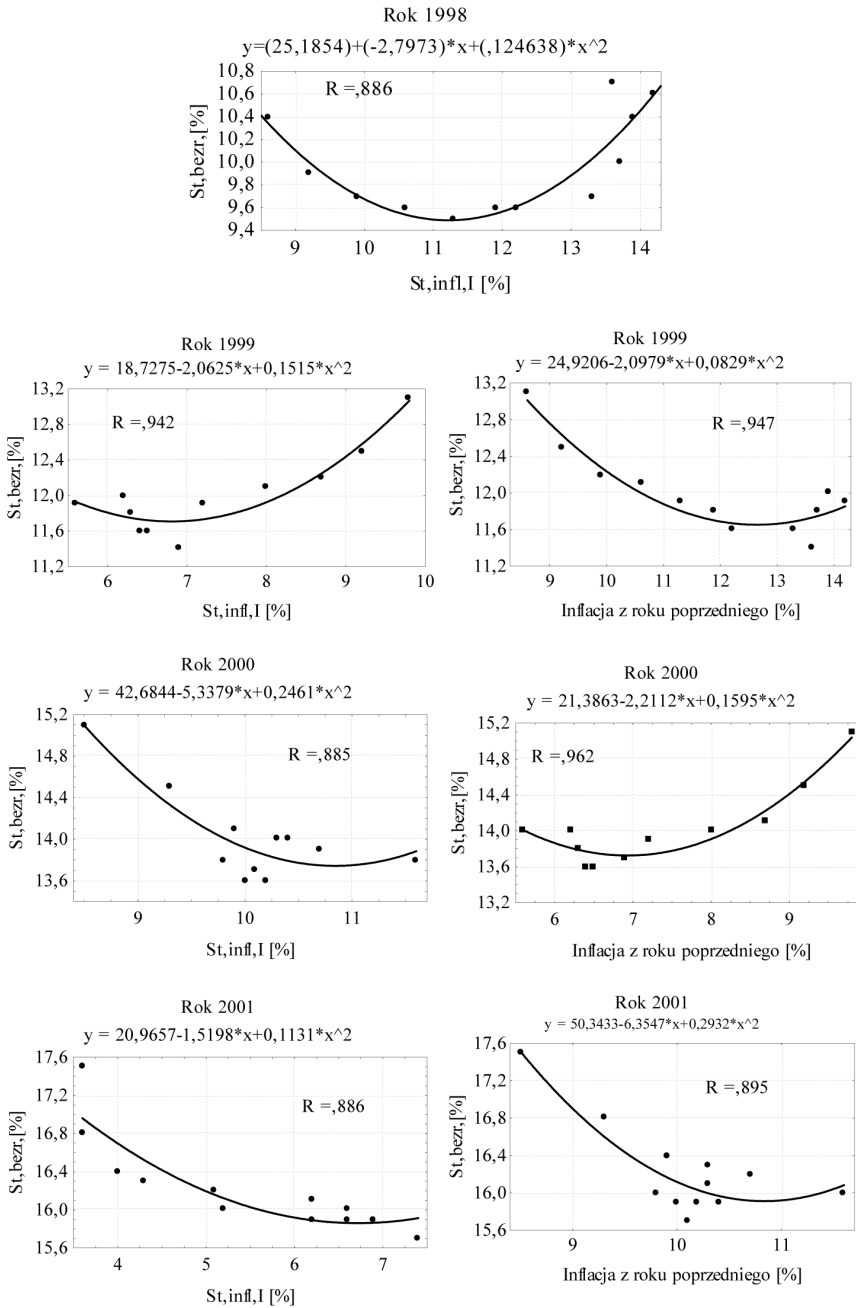 Rok 1998
y=(25,1854)+(-2,7973)*x+(,124638)*x^2
10,8
10,6
10,4
10,2
10,0
9,8
9,6
9,4
St,bezr,[%]
R =,886
9 10 11 12 13 14
St,infl,I [%]
Rok 1999
y = 18,7275-2,0625*x+0,1515*x^2
13,2
12,8
12,4
12,0
11,6
11,2
St,bezr,[%]
R =,942
6 7 8 9 10
St,infl,I [%]
Rok 1999
y = 24,9206-2,0979*x+0,0829*x^2
13,2
12,8
12,4
12,0
11,6
11,2
St,bezr,[%]
R =,947
9 10 11 12 13 14
Inflacja z roku poprzedniego [%]
Rok 2000
y = 42,6844-5,3379*x+0,2461*x^2
15,2
14,8
14,4
14,0
13,6
St,bezr,[%]
R =,885
9 10 11
St,infl,I [%]
Rok 2000
y = 21,3863-2,2112*x+0,1595*x^2
15,2
14,8
14,4
14,0
13,6
13,2
St,bezr,[%]
R =,962
6 7 8 9
Inflacja z roku poprzedniego [%]
Rok 2001
y = 20,9657-1,5198*x+0,1131*x^2
17,6
17,2
16,8
16,4
16,0
15,6
St,bezr,[%]
R =,886
4 5 6 7
St,infl,I [%]
Rok 2001
y = 50,3433-6,3547*x+0,2932*x^2
17,6
17,2
16,8
16,4
16,0
15,6
St,bezr,[%]
R =,895
9 10 11
Inflacja z roku poprzedniego [%]